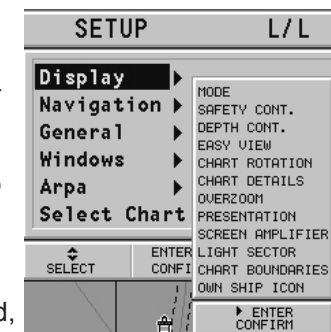 SETUP L/L
Display
Navigation
General
Windows
Arpa
Select Chart
MODE
SAFETY CONT.
DEPTH CONT.
EASY VIEW
CHART ROTATION
CHART DETAILS
OVERZOOM
PRESENTATION
SCREEN AMPLIFIER
LIGHT SECTOR
CHART BOUNDARIES
OWN SHIP ICON
SELECT
ENTER
CONFI
ENTER
CONFIRM
d,